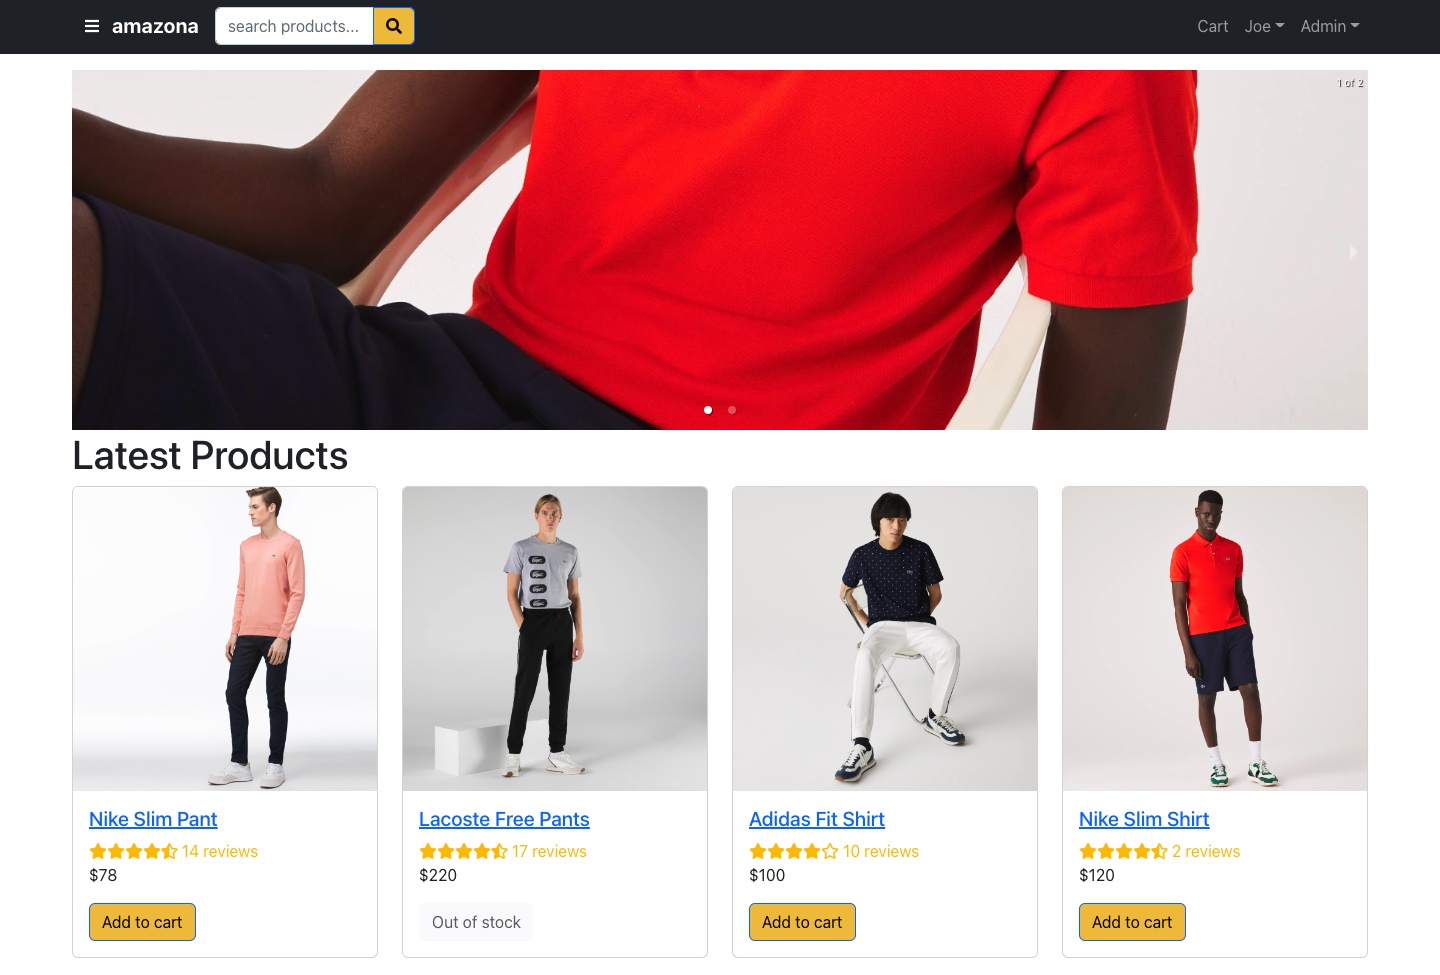 amazona
search products...
Cart
Joe
Admin
1 of 2
Latest Products
Nike Slim Pant
14 reviews
$78
Add to cart
Lacoste Free Pants
17 reviews
$220
Out of stock
Adidas Fit Shirt
10 reviews
$100
Add to cart
Nike Slim Shirt
2 reviews
$120
Add to cart